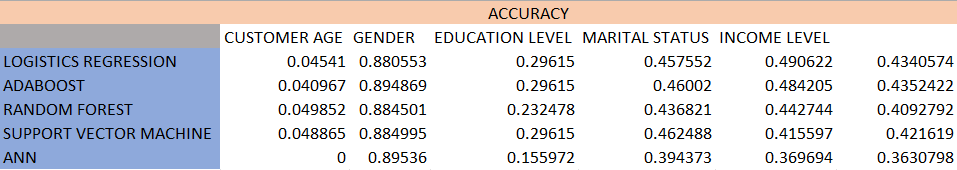 ACCURACY
CUSTOMER AGE GENDER EDUCATION LEVEL MARITAL STATUS INCOME LEVEL
LOGISTICS REGRESSION 0.04541 0.880553 0.29615 0.457552 0.490622 0.4340574
ADABOOST 0.040967 0.894869 0.29615 0.46002 0.484205 0.4352422
RANDOM FOREST 0.049852 0.884501 0.232478 0.436821 0.442744 0.4092792
SUPPORT VECTOR MACHINE 0.048865 0.884995 0.29615 0.462488 0.415597 0.421619
ANN 0 0.89536 0.155972 0.394373 0.369694 0.3630798